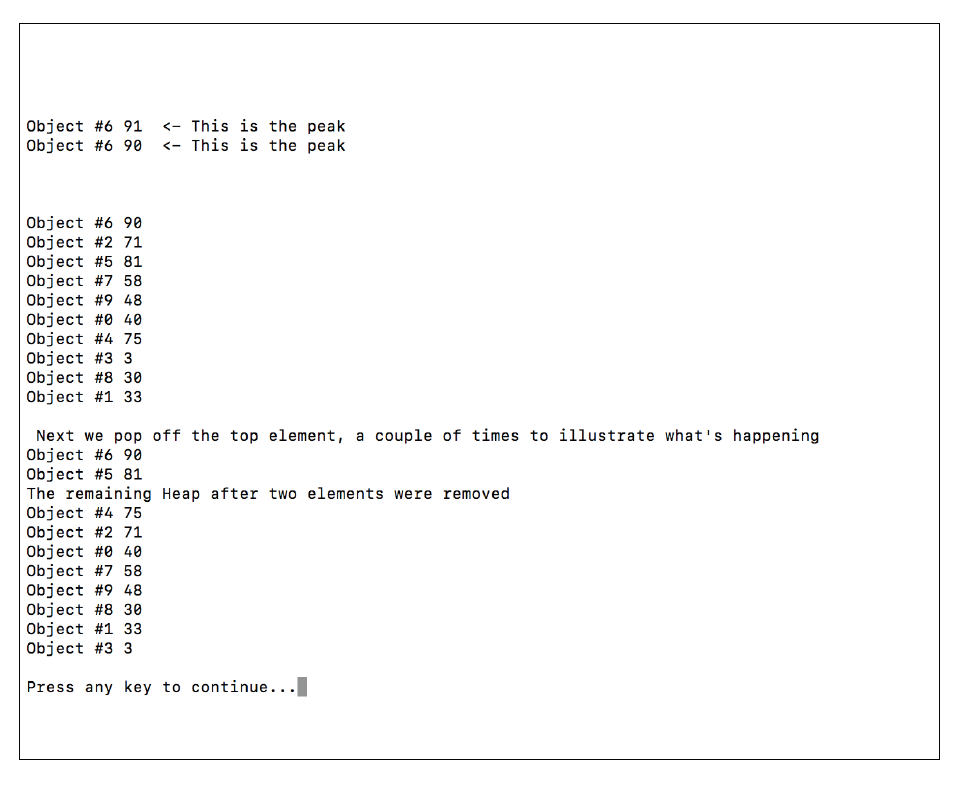 Object #6 91  <- This is the peak
Object #6 90  <- This is the peak
Object #6 90
Object #2 71
Object #5 81
Object #7 58
Object #9 48
Object #0 40
Object #4 75
Object #3 3
Object #8 30
Object #1 33
 Next we pop off the top element, a couple of times to illustrate what's happening
Object #6 90
Object #5 81
The remaining Heap after two elements were removed
Object #4 75
Object #2 71
Object #0 40
Object #7 58
Object #9 48
Object #8 30
Object #1 33
Object #3 3
Press any key to continue...